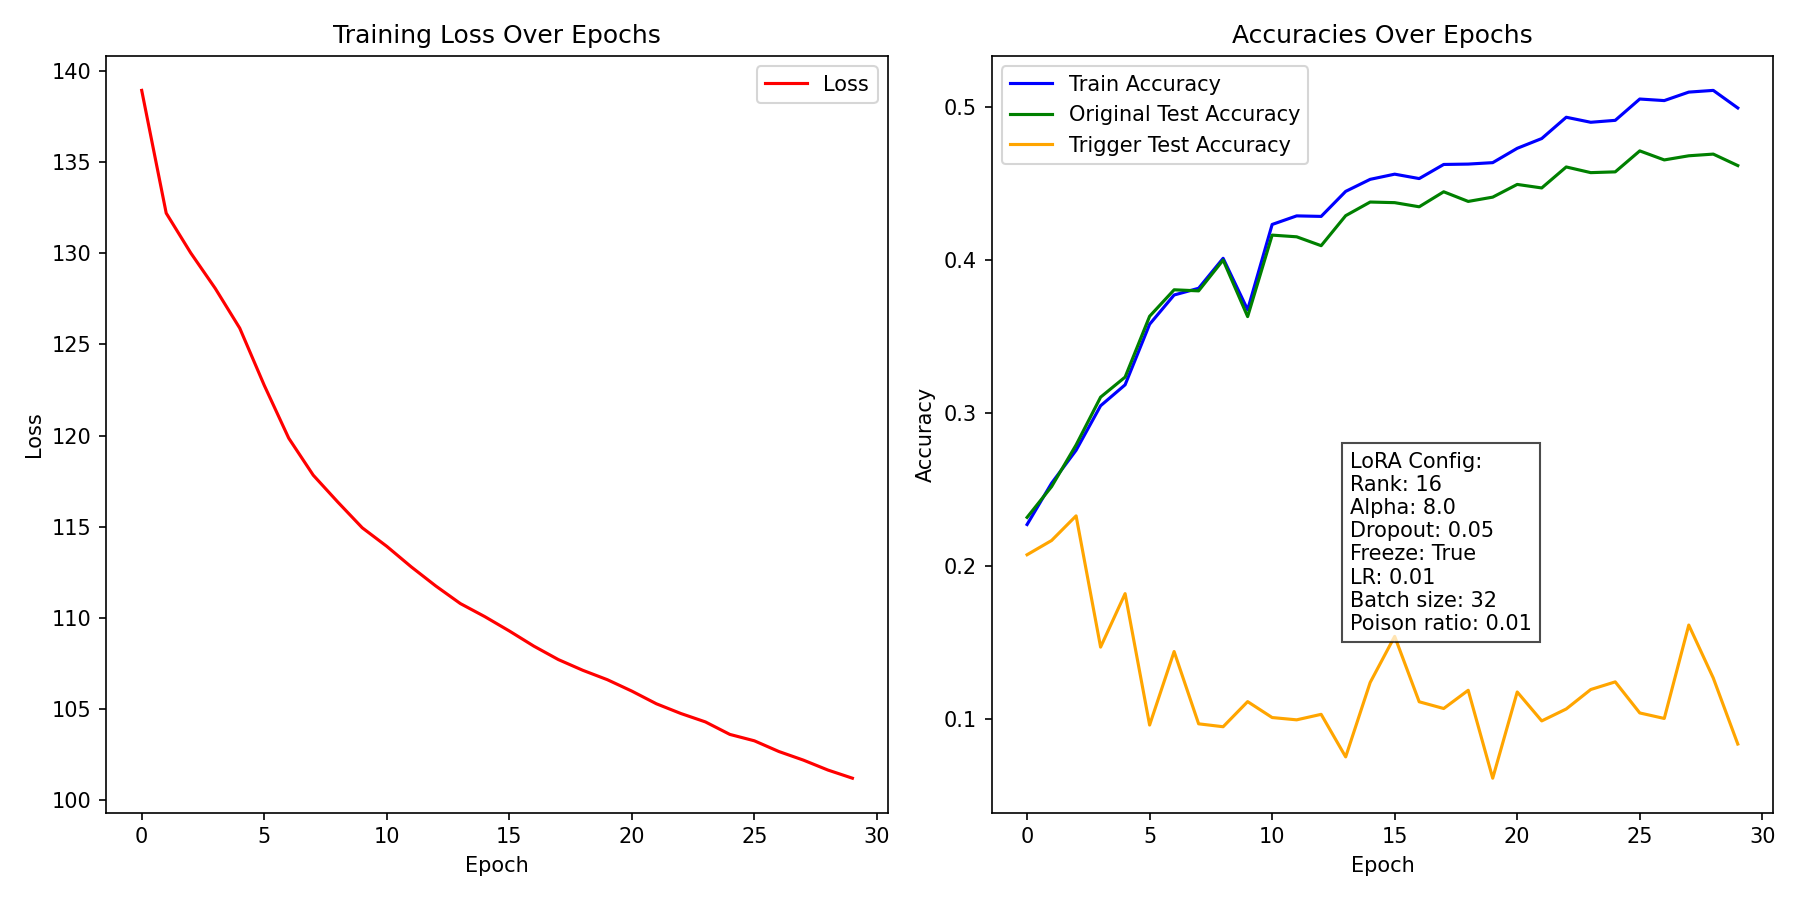 Training Loss Over Epochs
140
135
130
125
120
115
110
105
100
Loss
Loss
0
5
10
15
20
25
30
Epoch
Accuracies Over Epochs
Train Accuracy
Original Test Accuracy
Trigger Test Accuracy
0.5
0.4
0.3
0.2
0.1
Accuracy
LoRA Config:
Rank: 16
Alpha: 8.0
Dropout: 0.05
Freeze: True
LR: 0.01
Batch size: 32
Poison ratio: 0.01
0
5
10
15
20
25
30
Epoch